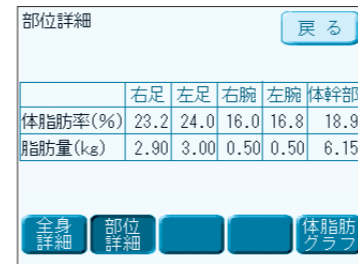 部位詳細
戻る
右足 左足 右腕 左腕 体幹部
体脂肪率(%) 23.2 24.0 16.0 16.8 18.9
脂肪量(kg) 2.90 3.00 0.50 0.50 6.15
全身 部位 体脂肪
詳細 詳細 グラフ